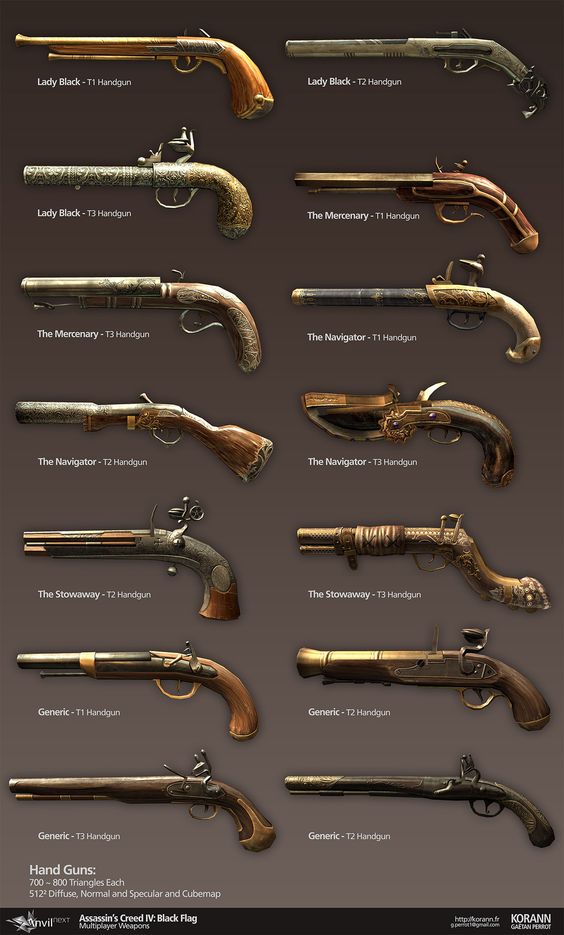 Lady Black - T1 Handgun
Lady Black - T2 Handgun
Lady Black - T3 Handgun
The Mercenary - T1 Handgun
The Mercenary - T3 Handgun
The Navigator - T1 Handgun
The Navigator - T2 Handgun
The Navigator - T3 Handgun
The Stowaway - T2 Handgun
The Stowaway - T3 Handgun
Generic - T1 Handgun
Generic - T2 Handgun
Generic - T3 Handgun
Generic - T2 Handgun
Hand Guns:
700 ~ 800 Triangles Each
512² Diffuse, Normal and Specular and Cubemap
Anvil next
Assassin's Creed IV: Black Flag
Multiplayer Weapons
http://korann.fr
g.perrot1@gmail.com
KORANN
GAËTAN PERROT